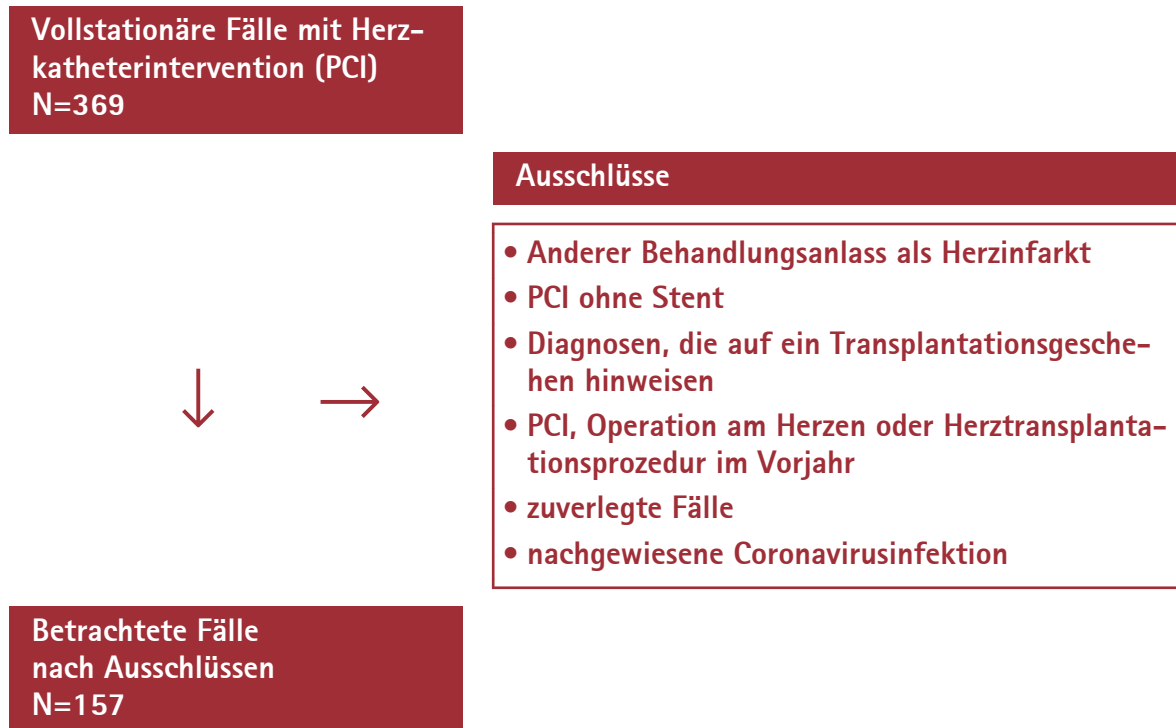 Vollstationäre Fälle mit Herz-
katheterintervention (PCI)
N=369
Ausschlüsse
• Anderer Behandlungsanlass als Herzinfarkt
• PCI ohne Stent
• Diagnosen, die auf ein Transplantationsgesche-
hen hinweisen
• PCI, Operation am Herzen oder Herztransplanta-
tionsprozedur im Vorjahr
• zuverlegte Fälle
• nachgewiesene Coronavirusinfektion
Betrachtete Fälle
nach Ausschlüssen
N=157